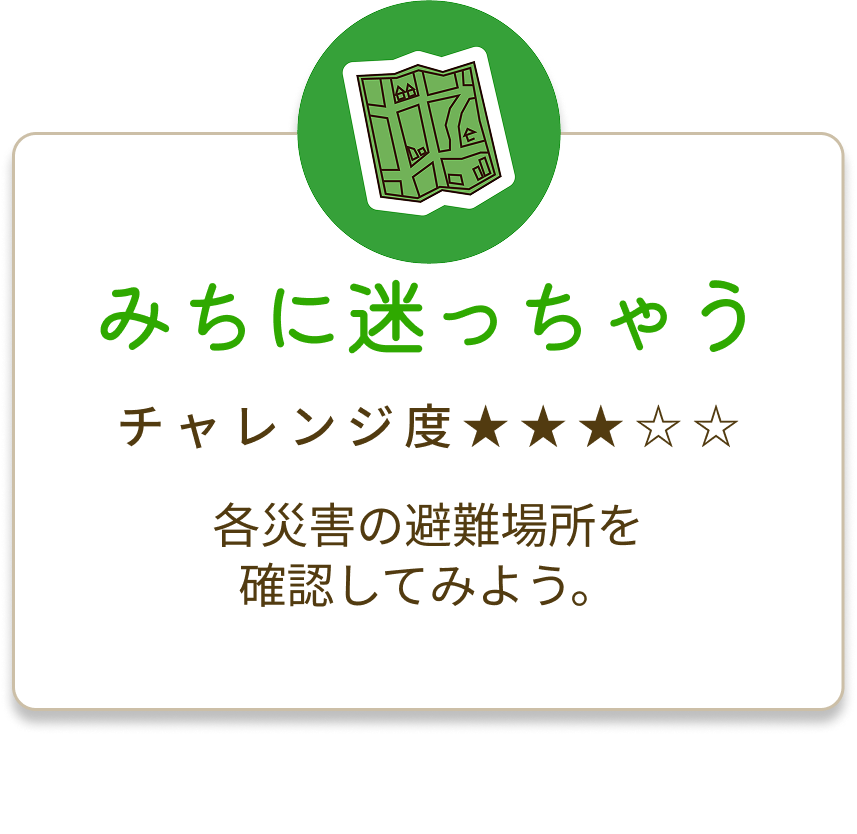 みちに迷っちゃう
チャレンジ度★★★☆☆
各災害の避難場所を
確認してみよう。